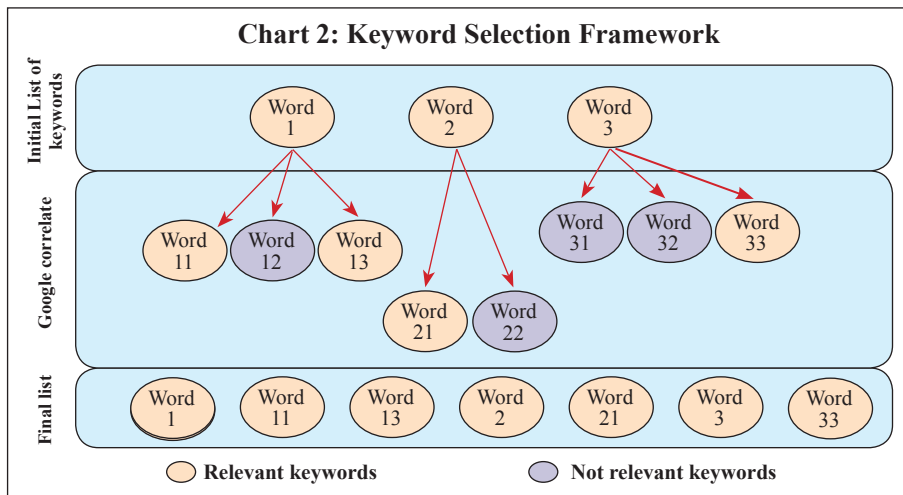 Chart 2: Keyword Selection Framework
Initial List of
keywords
Word
1
Word
2
Word
3
Google correlate
Word
11
Word
12
Word
13
Word
21
Word
22
Word
31
Word
32
Word
33
Final list
Word
1
Word
11
Word
13
Word
2
Word
21
Word
3
Word
33
Relevant keywords
Not relevant keywords